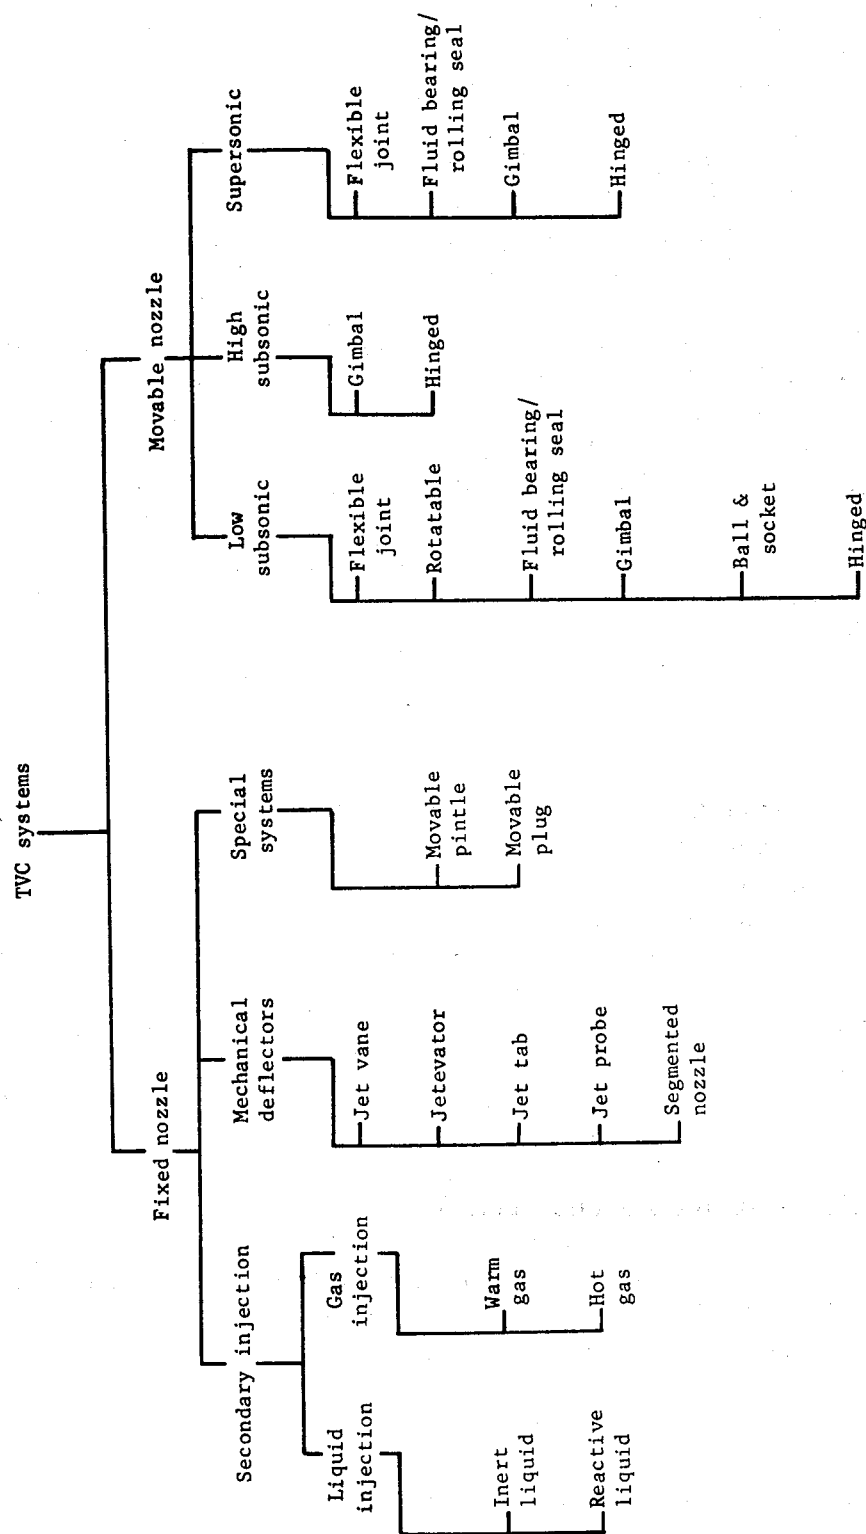 TVC systems
Fixed nozzle
Movable nozzle
Secondary injection
Mechanical
deflectors
Special
systems
Low
subsonic
High
subsonic
Supersonic
Liquid
injection
Gas
injection
Inert
liquid
Reactive
liquid
Warm
gas
Hot
gas
Jet vane
Jetevator
Jet tab
Jet probe
Segmented
nozzle
Movable
pintle
Movable
plug
Flexible
joint
Rotatable
Fluid bearing/
rolling seal
Gimbal
Ball &
socket
Hinged
Gimbal
Hinged
Flexible
joint
Fluid bearing/
rolling seal
Gimbal
Hinged